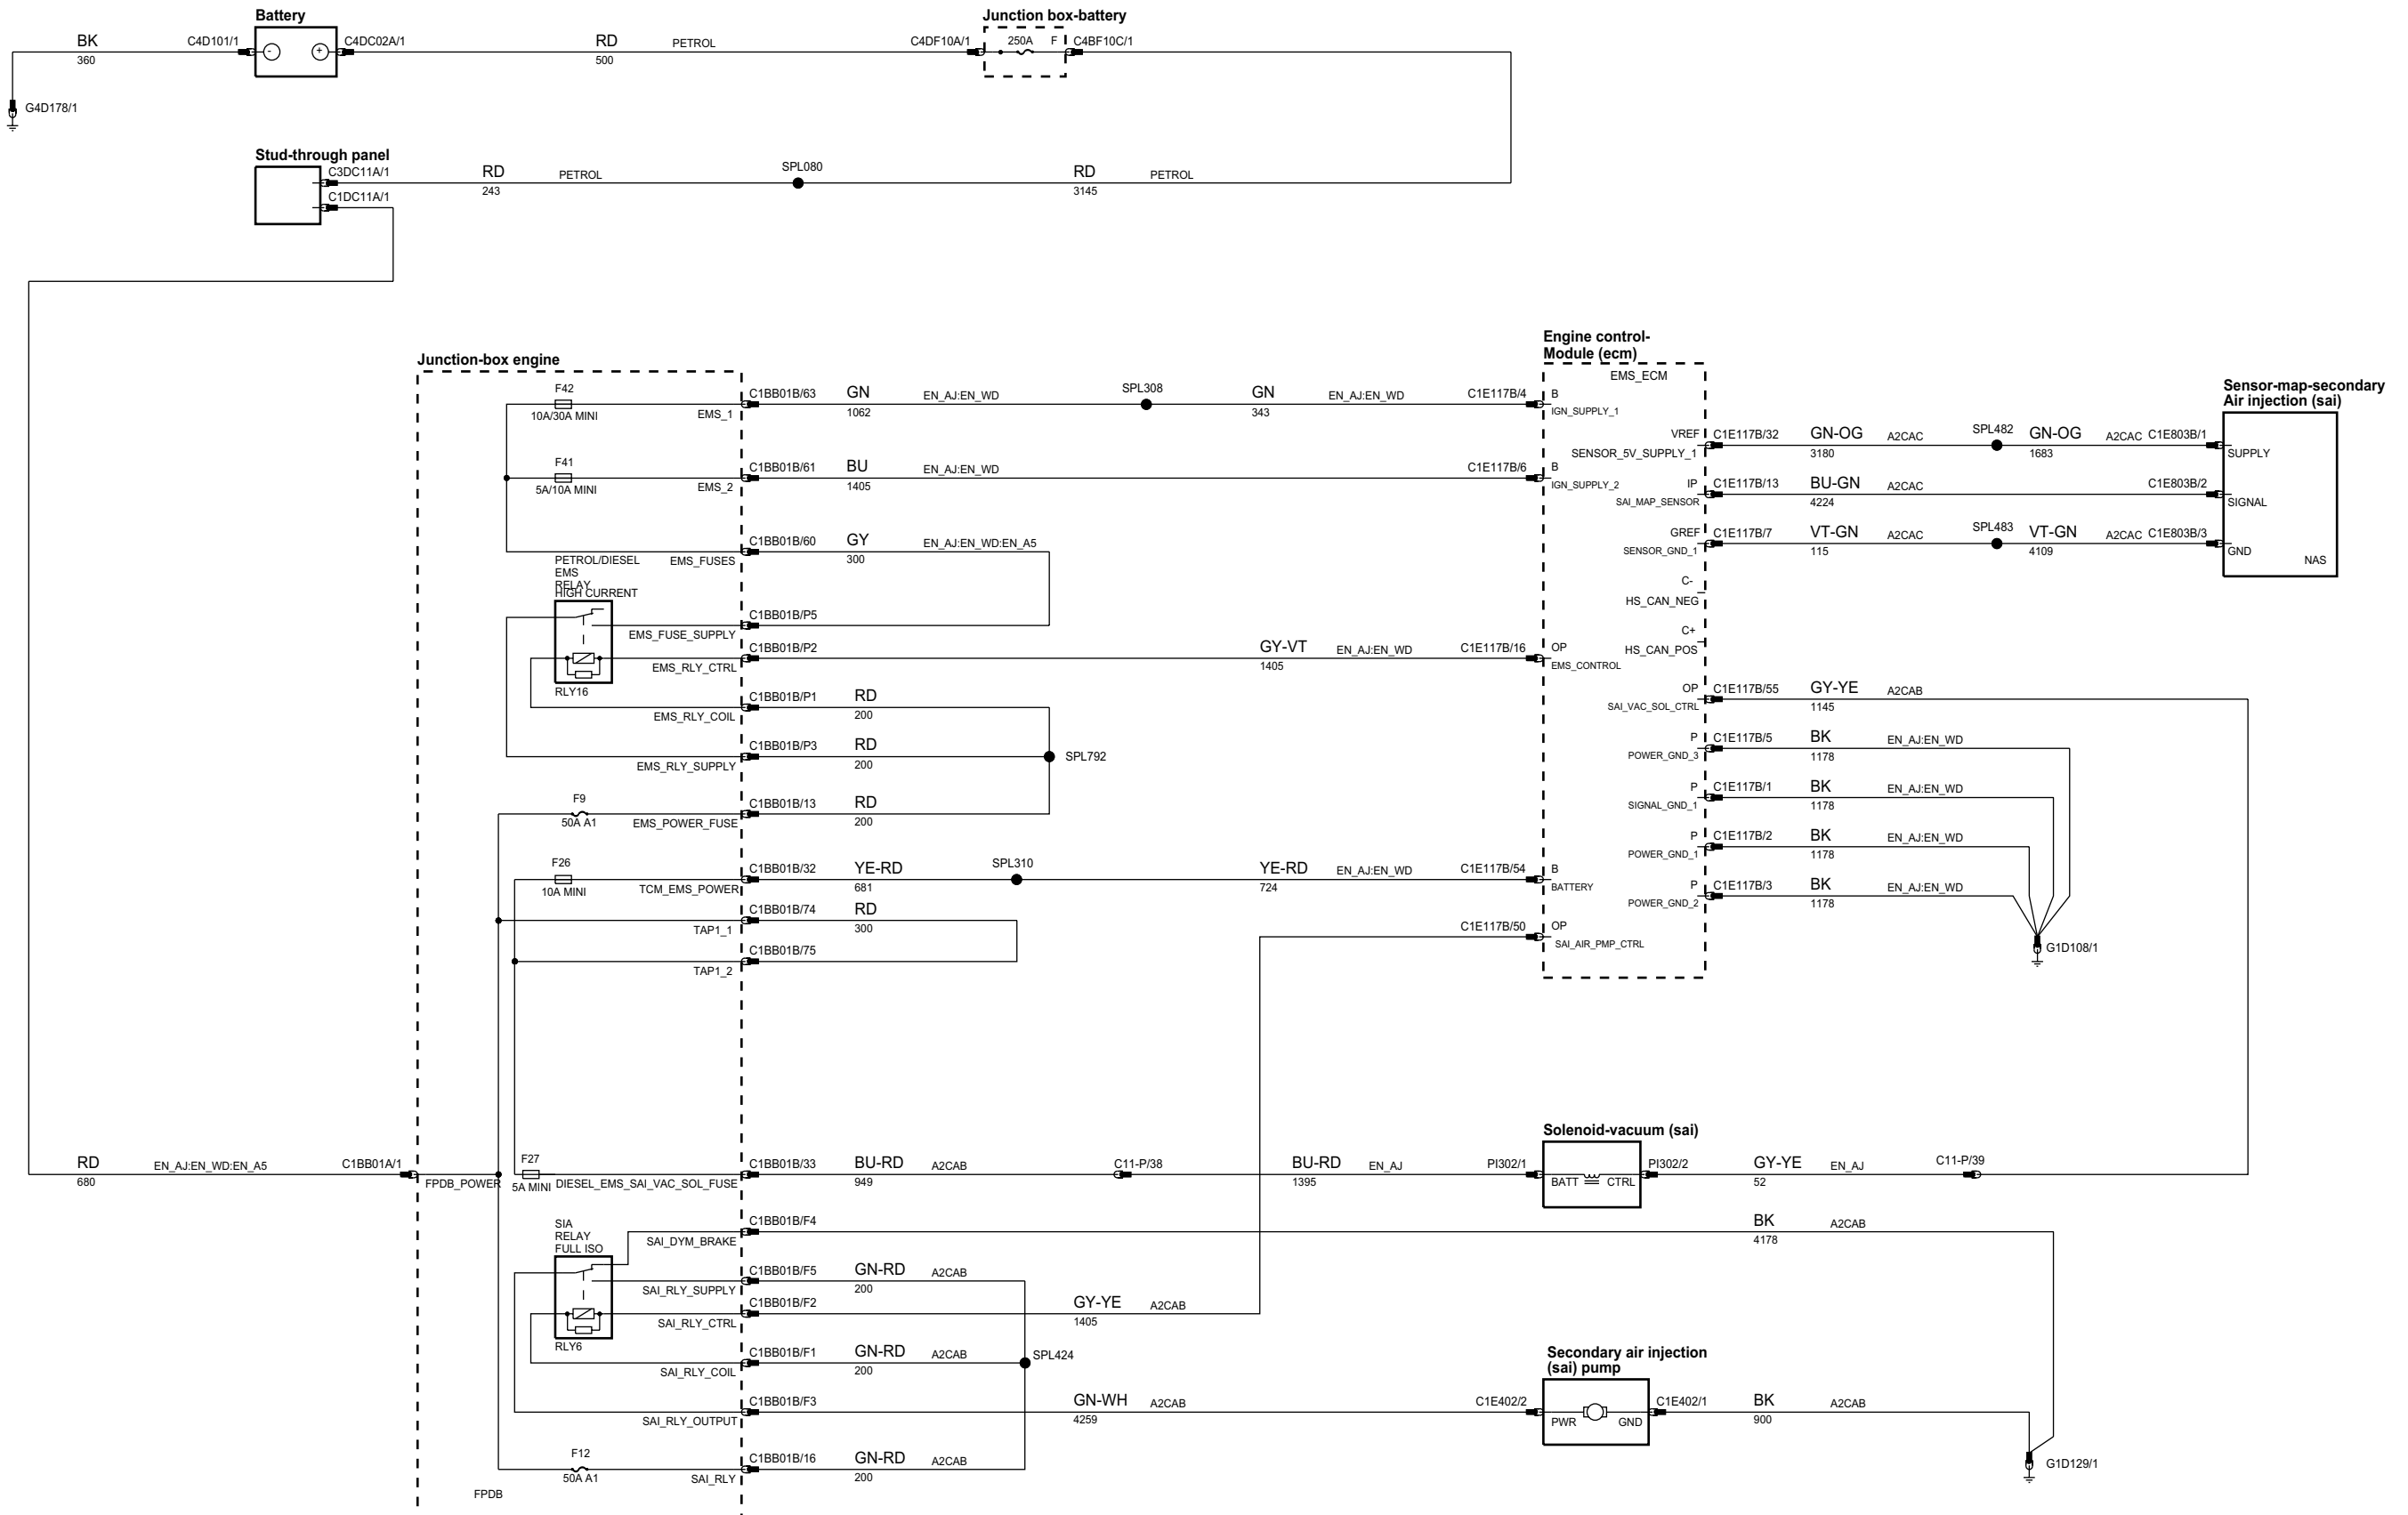 Battery
Junction box-battery
BK
360
C4D101/1
-
+
C4DC02A/1
RD
500
PETROL
C4DF10A/1
250A
F
C4BF10C/1
G4D178/1
Stud-through panel
C3DC11A/1
C1DC11A/1
RD
243
PETROL
SPL080
RD
3145
PETROL
Junction-box engine
Engine control-
Module (ecm)
EMS_ECM
Sensor-map-secondary
Air injection (sai)
F42
10A/30A MINI
EMS_1
C1BB01B/63
GN
1062
EN_AJ:EN_WD
SPL308
GN
343
EN_AJ:EN_WD
C1E117B/4
B
IGN_SUPPLY_1
VREF
SENSOR_5V_SUPPLY_1
C1E117B/32
GN-OG
3180
A2CAC
SPL482
GN-OG
1683
A2CAC
C1E803B/1
SUPPLY
F41
5A/10A MINI
EMS_2
C1BB01B/61
BU
1405
EN_AJ:EN_WD
C1E117B/6
B
IGN_SUPPLY_2
IP
SAI_MAP_SENSOR
C1E117B/13
BU-GN
4224
A2CAC
C1E803B/2
SIGNAL
GREF
SENSOR_GND_1
C1E117B/7
VT-GN
115
A2CAC
SPL483
VT-GN
4109
A2CAC
C1E803B/3
GND
NAS
EMS_FUSES
C1BB01B/60
GY
300
EN_AJ:EN_WD:EN_A5
PETROL/DIESEL
EMS
RELAY
HIGH CURRENT
RLY16
C-
HS_CAN_NEG
C+
HS_CAN_POS
EMS_FUSE_SUPPLY
C1BB01B/P5
EMS_RLY_CTRL
C1BB01B/P2
GY-VT
1405
EN_AJ:EN_WD
C1E117B/16
OP
EMS_CONTROL
EMS_RLY_COIL
C1BB01B/P1
RD
200
OP
SAI_VAC_SOL_CTRL
C1E117B/55
GY-YE
1145
A2CAB
EMS_RLY_SUPPLY
C1BB01B/P3
RD
200
SPL792
P
POWER_GND_3
C1E117B/5
BK
1178
EN_AJ:EN_WD
P
SIGNAL_GND_1
C1E117B/1
BK
1178
EN_AJ:EN_WD
F9
50A A1
EMS_POWER_FUSE
C1BB01B/13
RD
200
P
POWER_GND_1
C1E117B/2
BK
1178
EN_AJ:EN_WD
F26
10A MINI
TCM_EMS_POWER
C1BB01B/32
YE-RD
681
SPL310
YE-RD
724
EN_AJ:EN_WD
C1E117B/54
B
BATTERY
P
POWER_GND_2
C1E117B/3
BK
1178
EN_AJ:EN_WD
TAP1_1
C1BB01B/74
RD
300
C1E117B/50
OP
SAI_AIR_PMP_CTRL
G1D108/1
TAP1_2
C1BB01B/75
Solenoid-vacuum (sai)
RD
680
EN_AJ:EN_WD:EN_A5
C1BB01A/1
FPDB_POWER
F27
5A MINI
DIESEL_EMS_SAI_VAC_SOL_FUSE
C1BB01B/33
BU-RD
949
A2CAB
C11-P/38
BU-RD
1395
EN_AJ
PI302/1
BATT
CTRL
PI302/2
GY-YE
52
EN_AJ
C11-P/39
SIA
RELAY
FULL ISO
RLY6
SAI_DYM_BRAKE
C1BB01B/F4
BK
4178
A2CAB
SAI_RLY_SUPPLY
C1BB01B/F5
GN-RD
200
A2CAB
SAI_RLY_CTRL
C1BB01B/F2
GY-YE
1405
A2CAB
SAI_RLY_COIL
C1BB01B/F1
GN-RD
200
A2CAB
SPL424
Secondary air injection
(sai) pump
SAI_RLY_OUTPUT
C1BB01B/F3
GN-WH
4259
A2CAB
C1E402/2
PWR
GND
C1E402/1
BK
900
A2CAB
F12
50A A1
SAI_RLY
C1BB01B/16
GN-RD
200
A2CAB
G1D129/1
FPDB